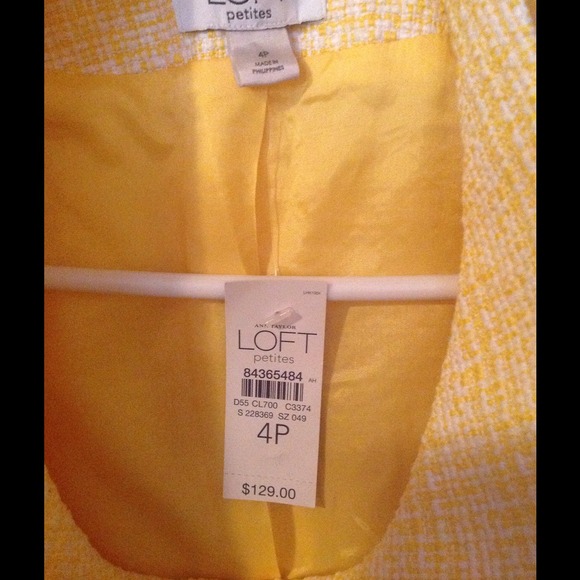 LOFT
petites
4P
MADE IN
PHILIPPINES
ANN TAYLOR
LOFT
petites
84365484 AH
D55 CL700 C3374
S 228369 SZ 049
4P
$129.00